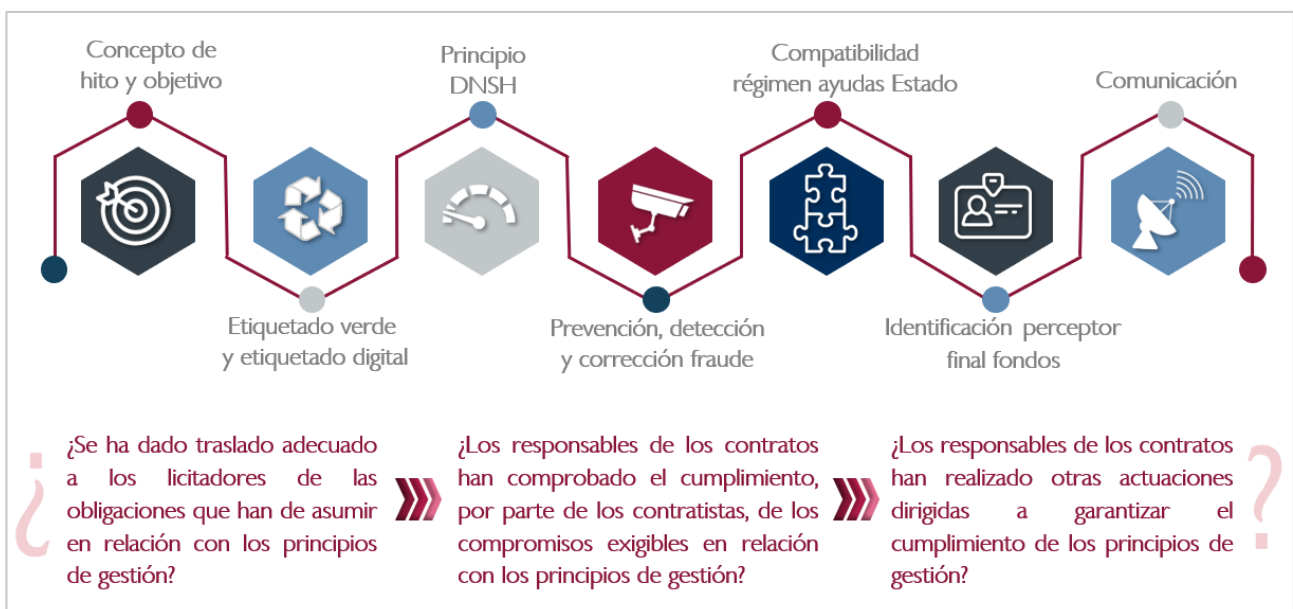 Concepto de
hito y objetivo
Principio
DNSH
Compatibilidad
régimen ayudas Estado
Comunicación
Etiquetado verde
y etiquetado digital
Prevención, detección
y corrección fraude
Identificación perceptor
final fondos
¿
¿Se ha dado traslado adecuado
a los licitadores de las
obligaciones que han de asumir
en relación con los principios
de gestión?
¿Los responsables de los contratos
han comprobado el cumplimiento,
por parte de los contratistas, de los
compromisos exigibles en relación
con los principios de gestión?
¿Los responsables de los contratos
han realizado otras actuaciones
dirigidas a garantizar el
cumplimiento de los principios de
gestión?
?